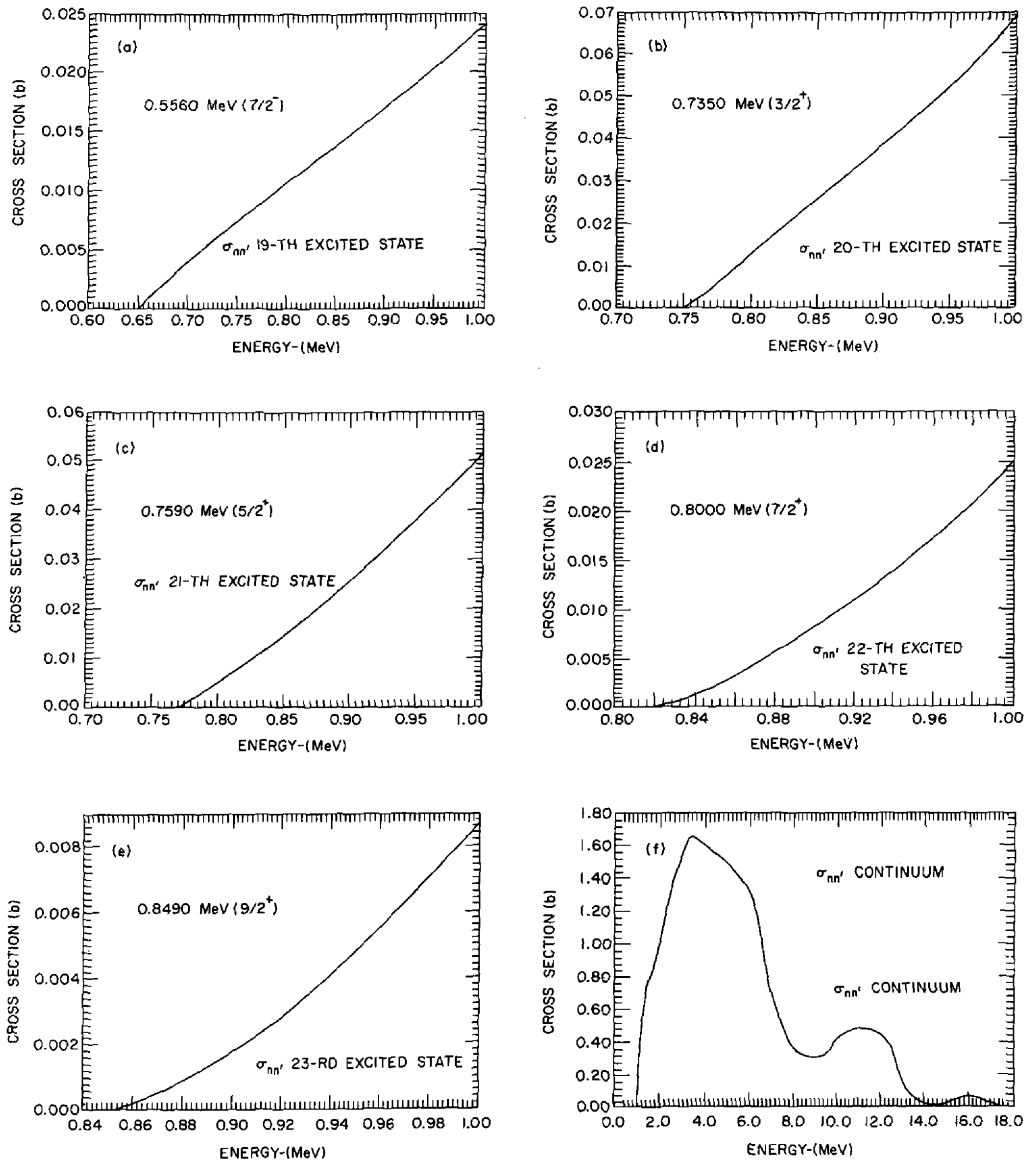 (a)
0.5560 MeV (7/2⁻)
σnn′ 19-TH EXCITED STATE
CROSS SECTION (b)
0.025
0.020
0.015
0.010
0.005
0.000
0.60 0.65 0.70 0.75 0.80 0.85 0.90 0.95 1.00
ENERGY-(MeV)
(b)
0.7350 MeV (3/2⁺)
σnn′ 20-TH EXCITED STATE
CROSS SECTION (b)
0.07
0.06
0.05
0.04
0.03
0.02
0.01
0.00
0.70 0.75 0.80 0.85 0.90 0.95 1.00
ENERGY-(MeV)
(c)
0.7590 MeV (5/2⁺)
σnn′ 21-TH EXCITED STATE
CROSS SECTION (b)
0.06
0.05
0.04
0.03
0.02
0.01
0.00
0.70 0.75 0.80 0.85 0.90 0.95 1.00
ENERGY-(MeV)
(d)
0.8000 MeV (7/2⁺)
σnn′ 22-TH EXCITED
STATE
CROSS SECTION (b)
0.030
0.025
0.020
0.015
0.010
0.005
0.000
0.80 0.84 0.88 0.92 0.96 1.00
ENERGY-(MeV)
(e)
0.8490 MeV (9/2⁺)
σnn′ 23-RD EXCITED STATE
CROSS SECTION (b)
0.008
0.006
0.004
0.002
0.000
0.84 0.86 0.88 0.90 0.92 0.94 0.96 0.98 1.00
ENERGY-(MeV)
(f)
σnn′ CONTINUUM
σnn′ CONTINUUM
CROSS SECTION (b)
1.80
1.60
1.40
1.20
1.00
0.80
0.60
0.40
0.20
0.00
0.0 2.0 4.0 6.0 8.0 10.0 12.0 14.0 16.0 18.0
ENERGY-(MeV)